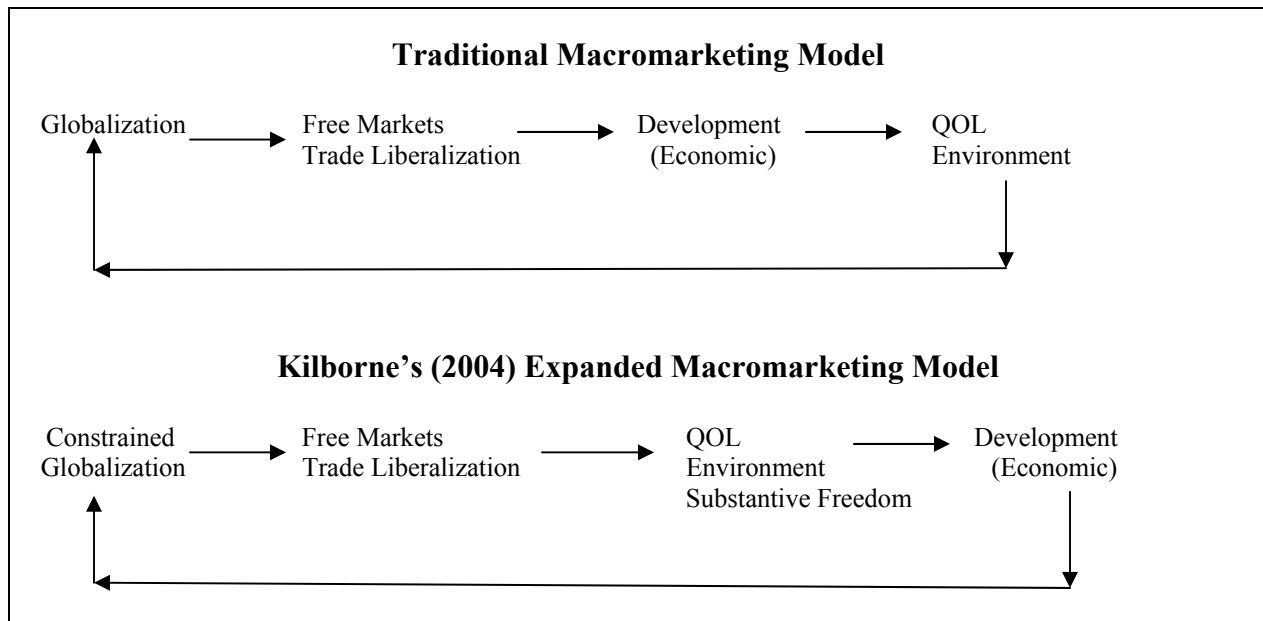 Traditional Macromarketing Model
Globalization
Free Markets
Trade Liberalization
Development
(Economic)
QOL
Environment
Kilborne’s (2004) Expanded Macromarketing Model
Constrained
Globalization
Free Markets
Trade Liberalization
QOL
Environment
Substantive Freedom
Development
(Economic)